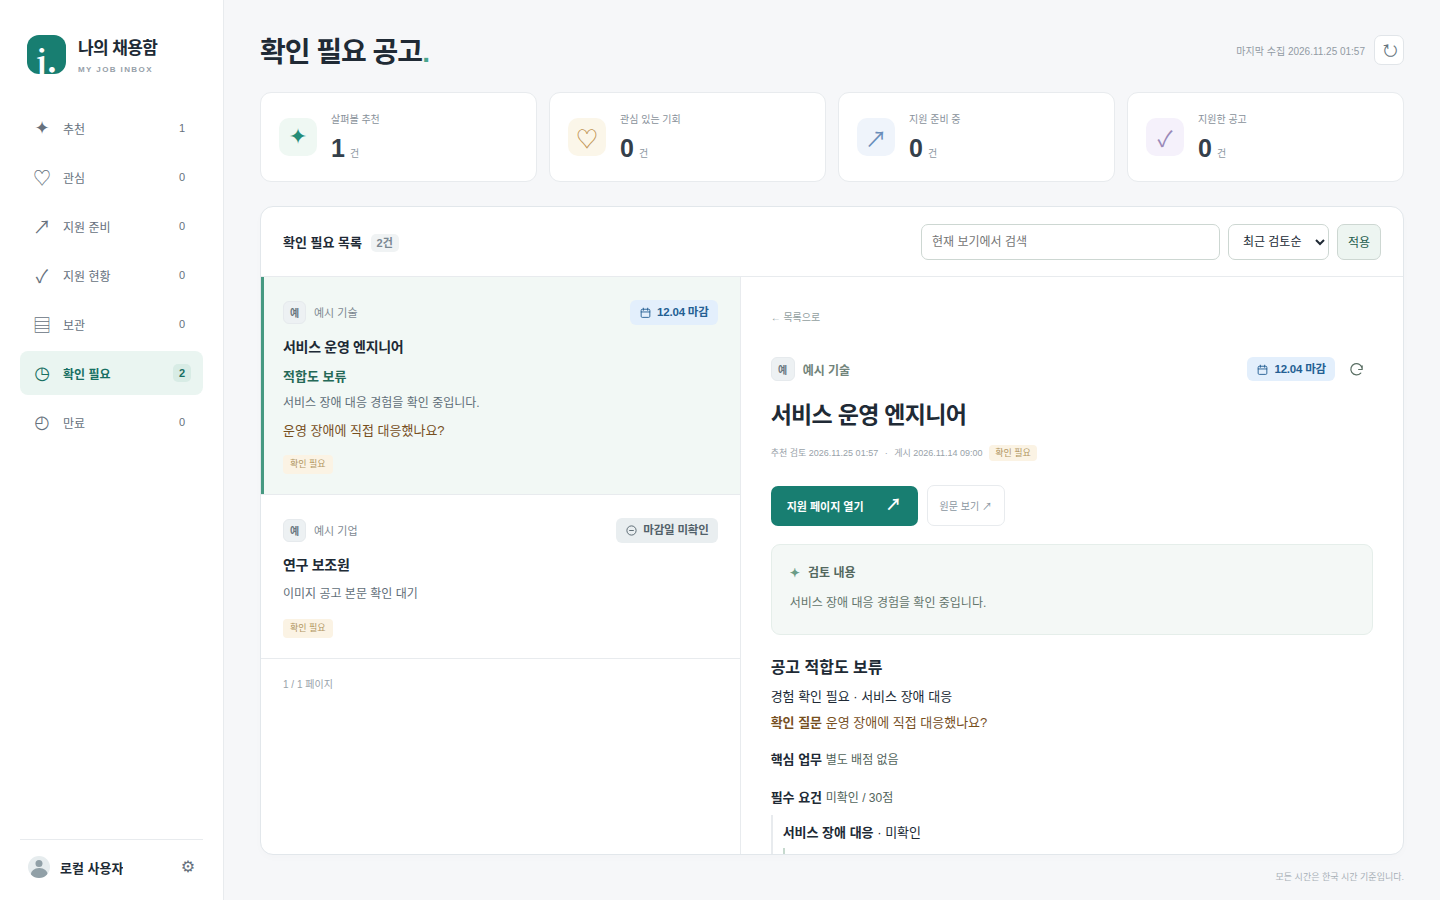 i.
나의 채용함
MY JOB INBOX
✦ 추천 1
♡ 관심 0
↗ 지원 준비 0
✓ 지원 현황 0
▤ 보관 0
◷ 확인 필요 2
◴ 만료 0
로컬 사용자 ⚙
확인 필요 공고.
마지막 수집 2026.11.25 01:57 ↻
✦ 살펴볼 추천
1 건
♡ 관심 있는 기회
0 건
↗ 지원 준비 중
0 건
✓ 지원한 공고
0 건
확인 필요 목록 2건
현재 보기에서 검색
최근 검토순
적용
예 예시 기술
12.04 마감
서비스 운영 엔지니어
적합도 보류
서비스 장애 대응 경험을 확인 중입니다.
운영 장애에 직접 대응했나요?
확인 필요
예 예시 기업
마감일 미확인
연구 보조원
이미지 공고 본문 확인 대기
확인 필요
1 / 1 페이지
← 목록으로
예 예시 기술
12.04 마감
서비스 운영 엔지니어
추천 검토 2026.11.25 01:57 · 게시 2026.11.14 09:00 확인 필요
지원 페이지 열기 ↗
원문 보기 ↗
✦ 검토 내용
서비스 장애 대응 경험을 확인 중입니다.
공고 적합도 보류
경험 확인 필요 · 서비스 장애 대응
확인 질문 운영 장애에 직접 대응했나요?
핵심 업무 별도 배점 없음
필수 요건 미확인 / 30점
서비스 장애 대응 · 미확인
모든 시간은 한국 시간 기준입니다.